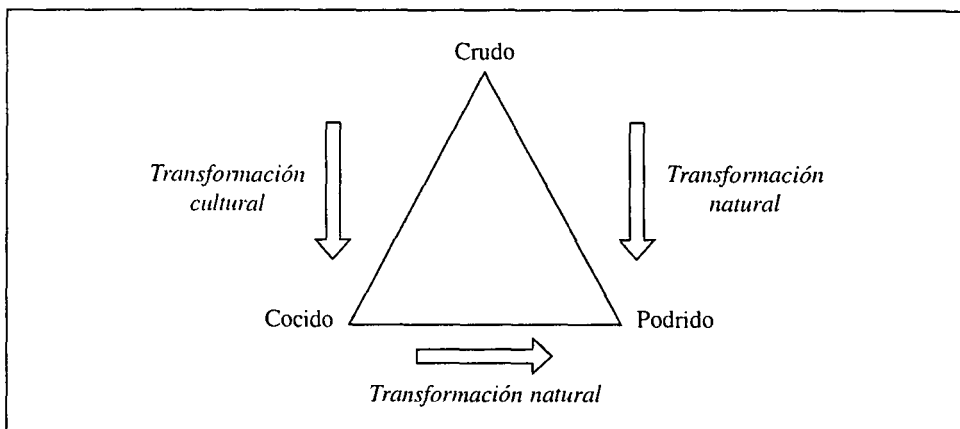 Crudo
Transformación
cultural
Transformación
natural
Cocido
Podrido
Transformación natural